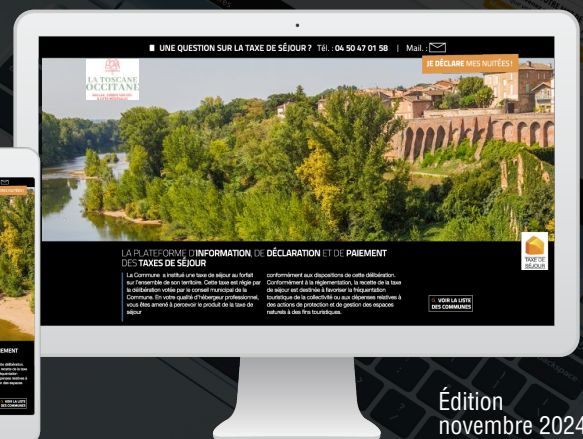 UNE QUESTION SUR LA TAXE DE SÉJOUR ? Tél. : 04 50 47 01 58 | Mail. :
JE DÉCLARE MES NUITÉES !
LA TOSCANE
OCCITANE
LA PLATEFORME D'INFORMATION, DE DÉCLARATION ET DE PAIEMENT
DES TAXES DE SÉJOUR
La Commune a institué une taxe de séjour au forfait
sur l'ensemble de son territoire. Cette taxe est régie par
la délibération votée par le conseil municipal de la
Commune. En votre qualité d'hébergeur professionnel,
vous êtes amené à percevoir le produit de la taxe de
séjour
conformément aux dispositions de cette délibération.
Conformément à la réglementation, la recette de la taxe
de séjour est destinée à favoriser la fréquentation
touristique de la collectivité ou aux dépenses relatives à
des actions de protection et de gestion des espaces
naturels à des fins touristiques.
TAXE DE
SÉJOUR
VOIR LA LISTE
DES COMMUNES
EMENT
VOIR LA LISTE
DES COMMUNES
Édition
novembre 2024